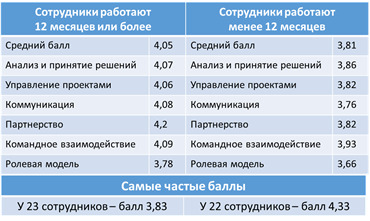 Сотрудники работают
12 месяцев или более
Сотрудники работают
менее 12 месяцев
Средний балл 4,05 Средний балл 3,81
Анализ и принятие решений 4,07 Анализ и принятие решений 3,86
Управление проектами 4,06 Управление проектами 3,82
Коммуникация 4,08 Коммуникация 3,76
Партнерство 4,2 Партнерство 3,82
Командное взаимодействие 4,09 Командное взаимодействие 3,93
Ролевая модель 3,78 Ролевая модель 3,66
Самые частые баллы
У 23 сотрудников – балл 3,83 У 22 сотрудников – балл 4,33